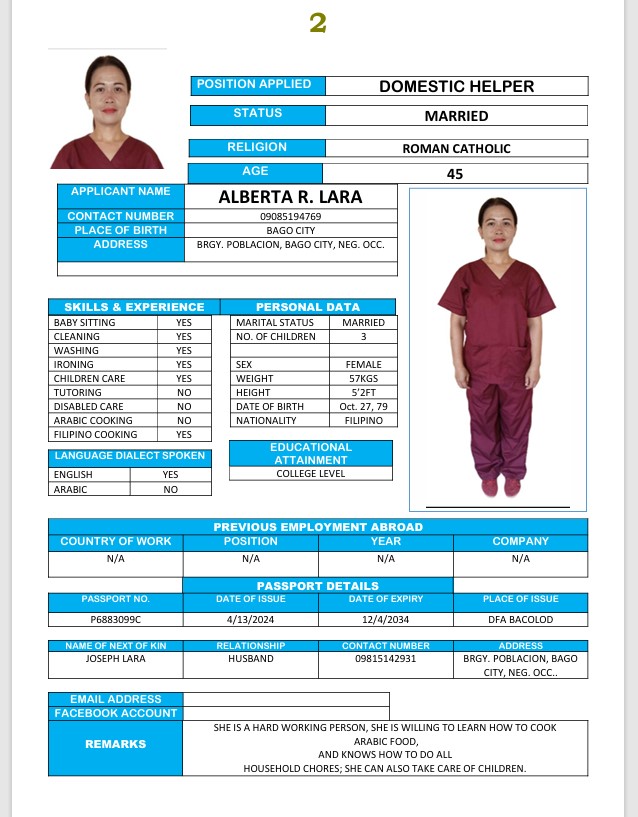 2
POSITION APPLIED DOMESTIC HELPER
STATUS MARRIED
RELIGION ROMAN CATHOLIC
AGE 45
APPLICANT NAME ALBERTA R. LARA
CONTACT NUMBER 09085194769
PLACE OF BIRTH BAGO CITY
ADDRESS BRGY. POBLACION, BAGO CITY, NEG. OCC.
SKILLS & EXPERIENCE
BABY SITTING YES
CLEANING YES
WASHING YES
IRONING YES
CHILDREN CARE YES
TUTORING NO
DISABLED CARE NO
ARABIC COOKING NO
FILIPINO COOKING YES
LANGUAGE DIALECT SPOKEN
ENGLISH YES
ARABIC NO
PERSONAL DATA
MARITAL STATUS MARRIED
NO. OF CHILDREN 3
SEX FEMALE
WEIGHT 57KGS
HEIGHT 5'2FT
DATE OF BIRTH Oct. 27, 79
NATIONALITY FILIPINO
EDUCATIONAL
ATTAINMENT
COLLEGE LEVEL
PREVIOUS EMPLOYMENT ABROAD
COUNTRY OF WORK POSITION YEAR COMPANY
N/A N/A N/A N/A
PASSPORT DETAILS
PASSPORT NO. DATE OF ISSUE DATE OF EXPIRY PLACE OF ISSUE
P6883099C 4/13/2024 12/4/2034 DFA BACOLOD
NAME OF NEXT OF KIN RELATIONSHIP CONTACT NUMBER ADDRESS
JOSEPH LARA HUSBAND 09815142931 BRGY. POBLACION, BAGO
CITY, NEG. OCC..
EMAIL ADDRESS
FACEBOOK ACCOUNT
REMARKS
SHE IS A HARD WORKING PERSON, SHE IS WILLING TO LEARN HOW TO COOK
ARABIC FOOD,
AND KNOWS HOW TO DO ALL
HOUSEHOLD CHORES; SHE CAN ALSO TAKE CARE OF CHILDREN.